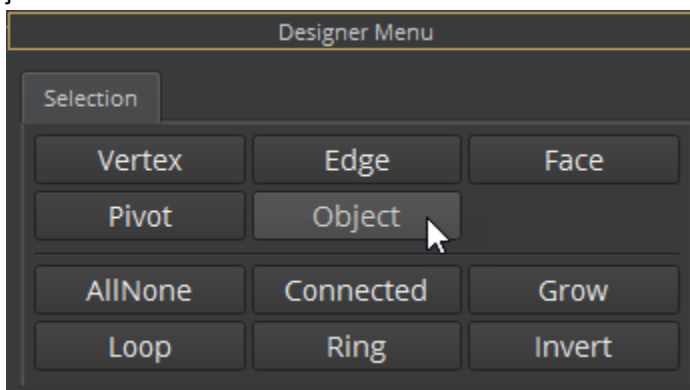 Designer Menu
Selection
Vertex Edge Face
Pivot Object
AllNone Connected Grow
Loop Ring Invert